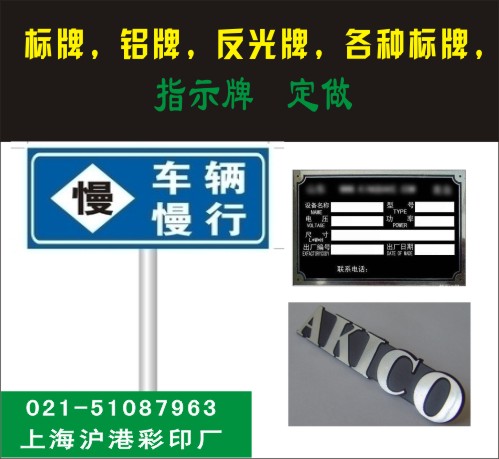 标牌，铝牌，反光牌，各种标牌，
指示牌 定做
慢
车辆
慢行
设备名称 NAME
型号 TYPE
电压 VOLTAGE
功率 POWER
尺寸 L×W×H
出厂编号 EXFACTORYCODY
出厂日期 DATE OF MADE
联系电话：
AKICO
021-51087963
上海沪港彩印厂